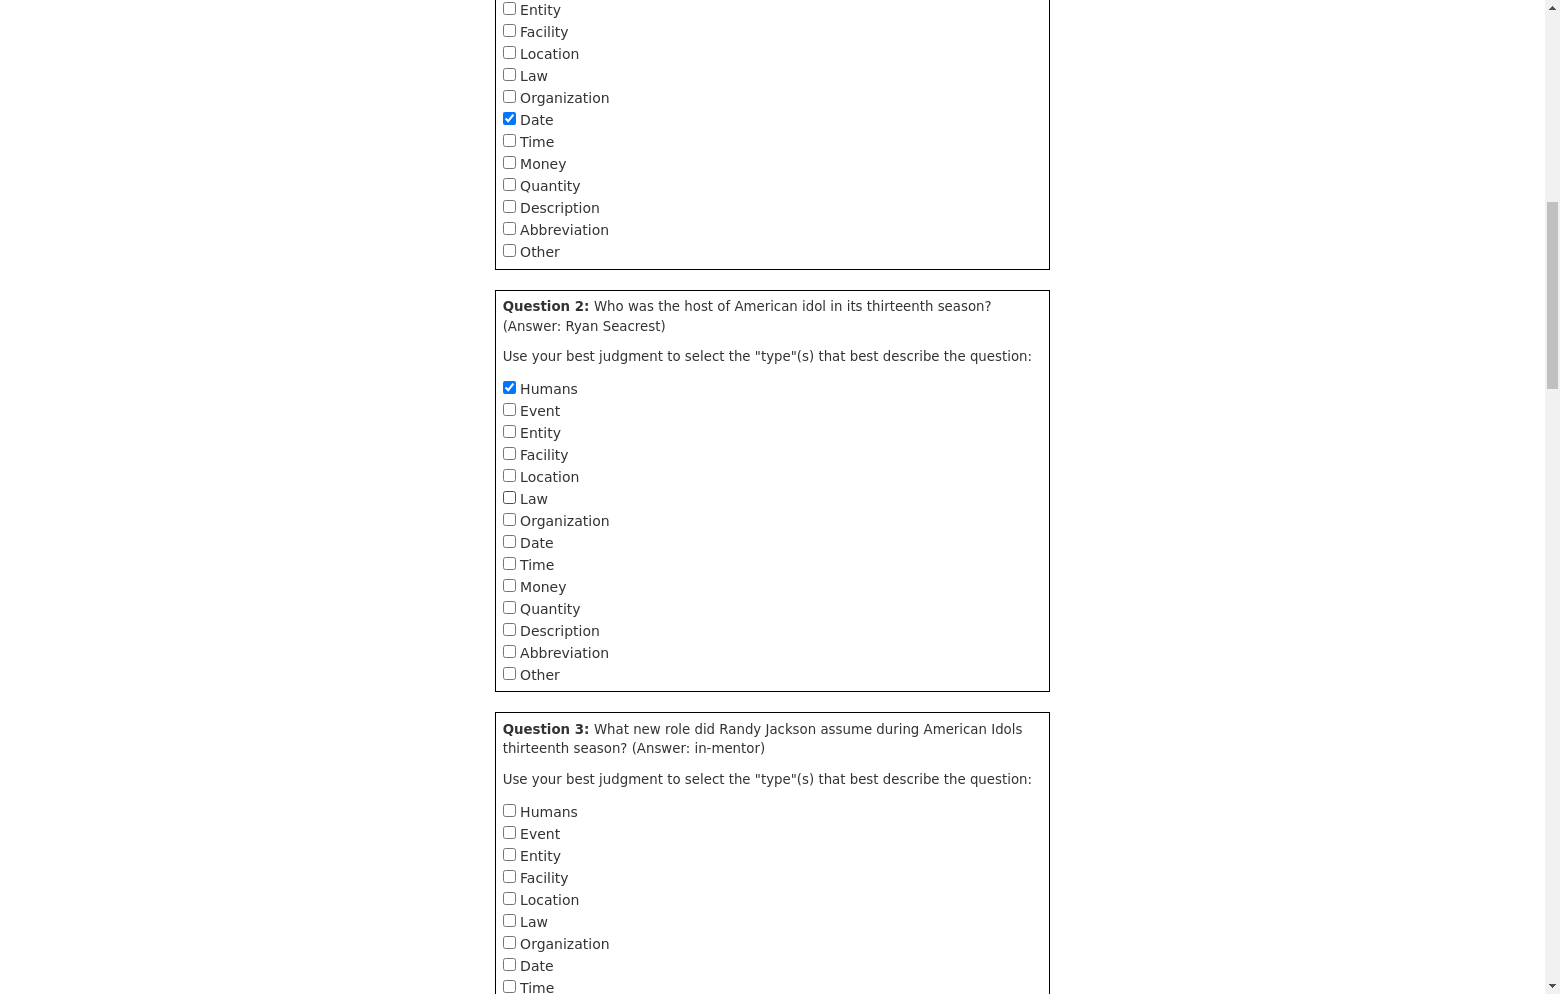 Entity
Facility
Location
Law
Organization
Date
Time
Money
Quantity
Description
Abbreviation
Other
Question 2: Who was the host of American idol in its thirteenth season?
(Answer: Ryan Seacrest)
Use your best judgment to select the "type"(s) that best describe the question:
Humans
Event
Entity
Facility
Location
Law
Organization
Date
Time
Money
Quantity
Description
Abbreviation
Other
Question 3: What new role did Randy Jackson assume during American Idols
thirteenth season? (Answer: in-mentor)
Use your best judgment to select the "type"(s) that best describe the question:
Humans
Event
Entity
Facility
Location
Law
Organization
Date
Time